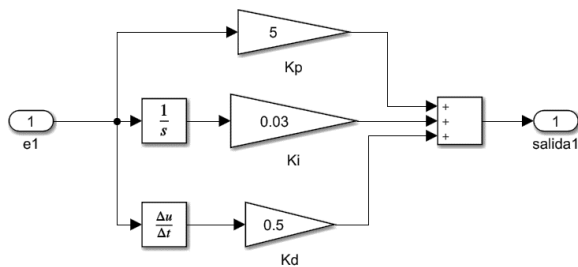 5
Kp
1
e1
1
s
0.03
Ki
+
+
+
1
salida1
Δu
Δt
0.5
Kd